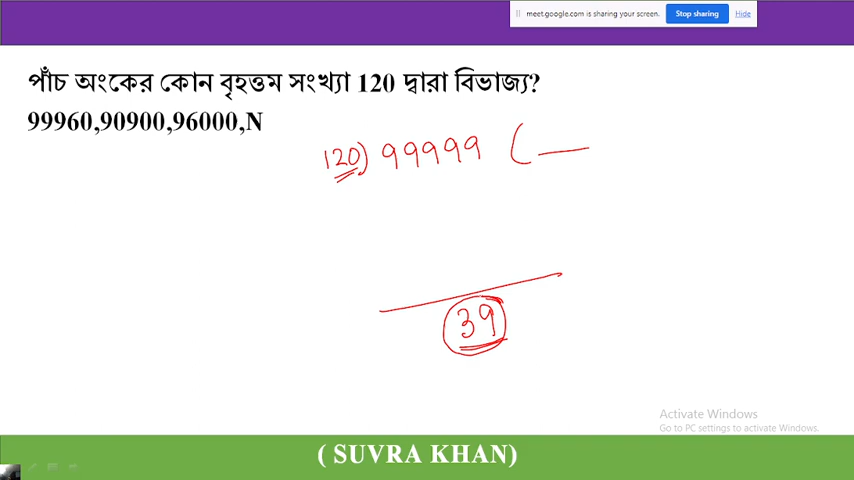 meet.google.com is sharing your screen. Stop sharing Hide
পাঁচ অংকের কোন বৃহত্তম সংখ্যা 120 দ্বারা বিভাজ্য?
99960,90900,96000,N
120) 99999 (
39
Activate Windows
Go to PC settings to activate Windows.
( SUVRA KHAN)